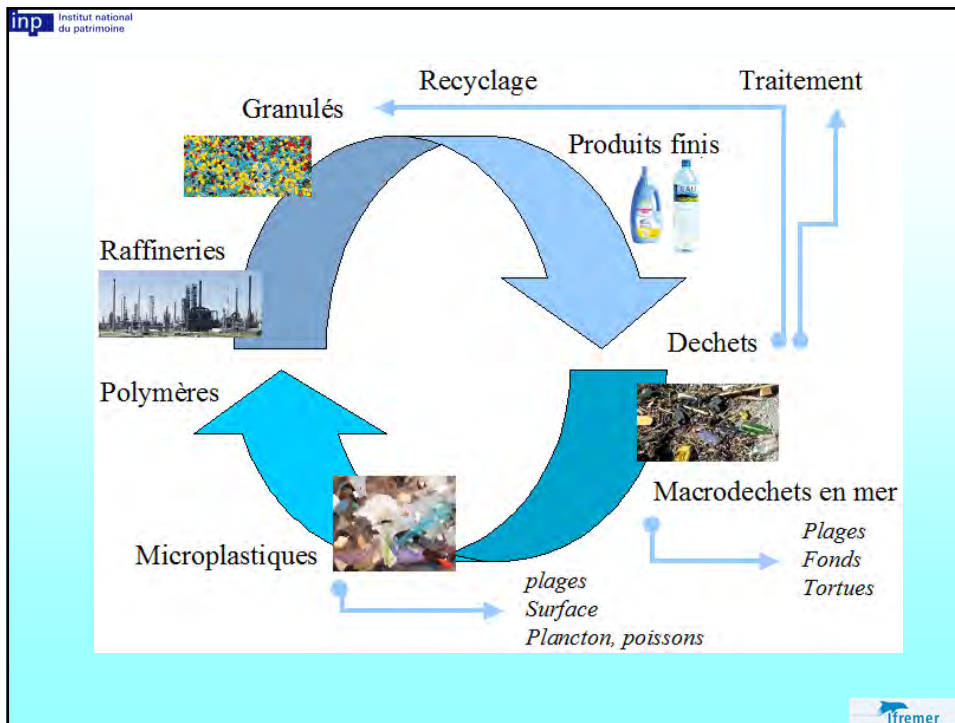 inp Institut national
du patrimoine
Recyclage
Traitement
Granulés
Produits finis
EAU
Raffineries
Dechets
Polymères
Macrodechets en mer
Plages
Fonds
Tortues
Microplastiques
plages
Surface
Plancton, poissons
Ifremer